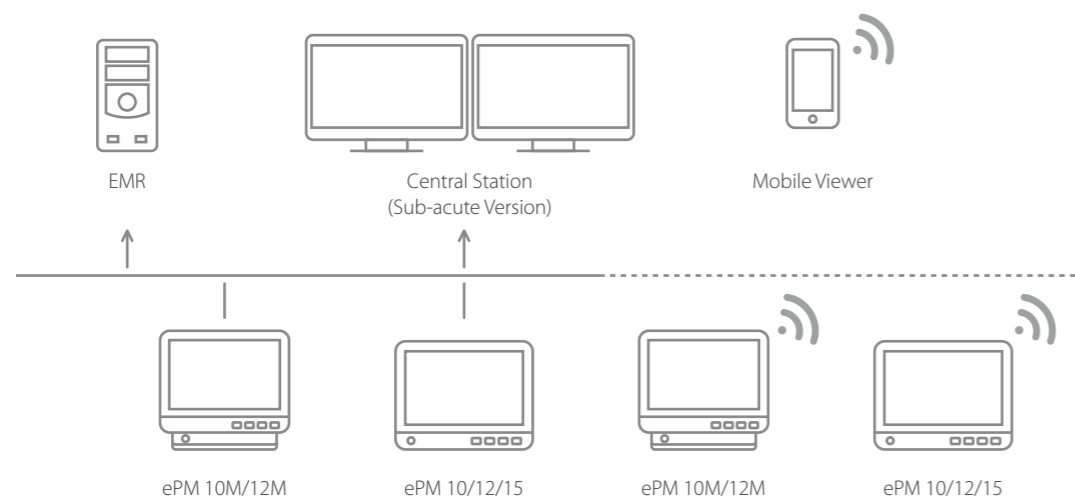 EMR
Central Station
(Sub-acute Version)
Mobile Viewer
ePM 10M/12M
ePM 10/12/15
ePM 10M/12M
ePM 10/12/15